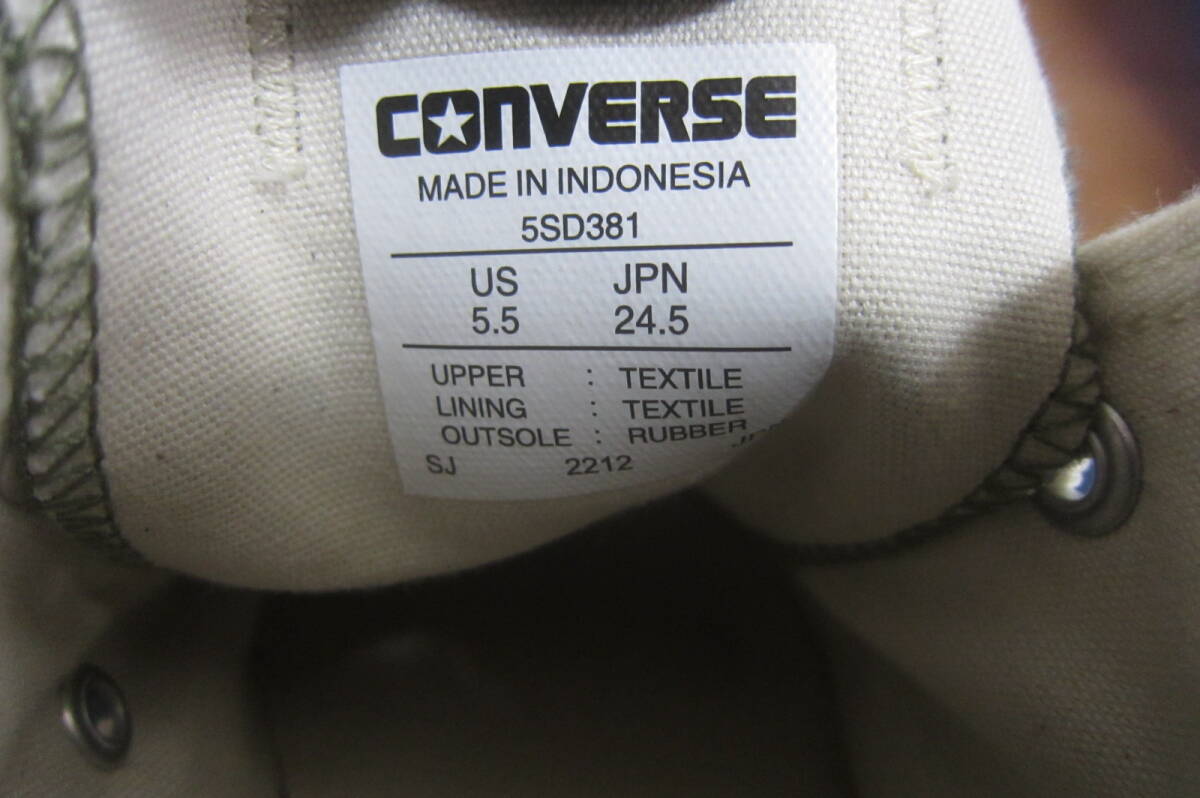 CONVERSE
MADE IN INDONESIA
5SD381
US JPN
5.5 24.5
UPPER : TEXTILE
LINING : TEXTILE
OUTSOLE : RUBBER
SJ 2212